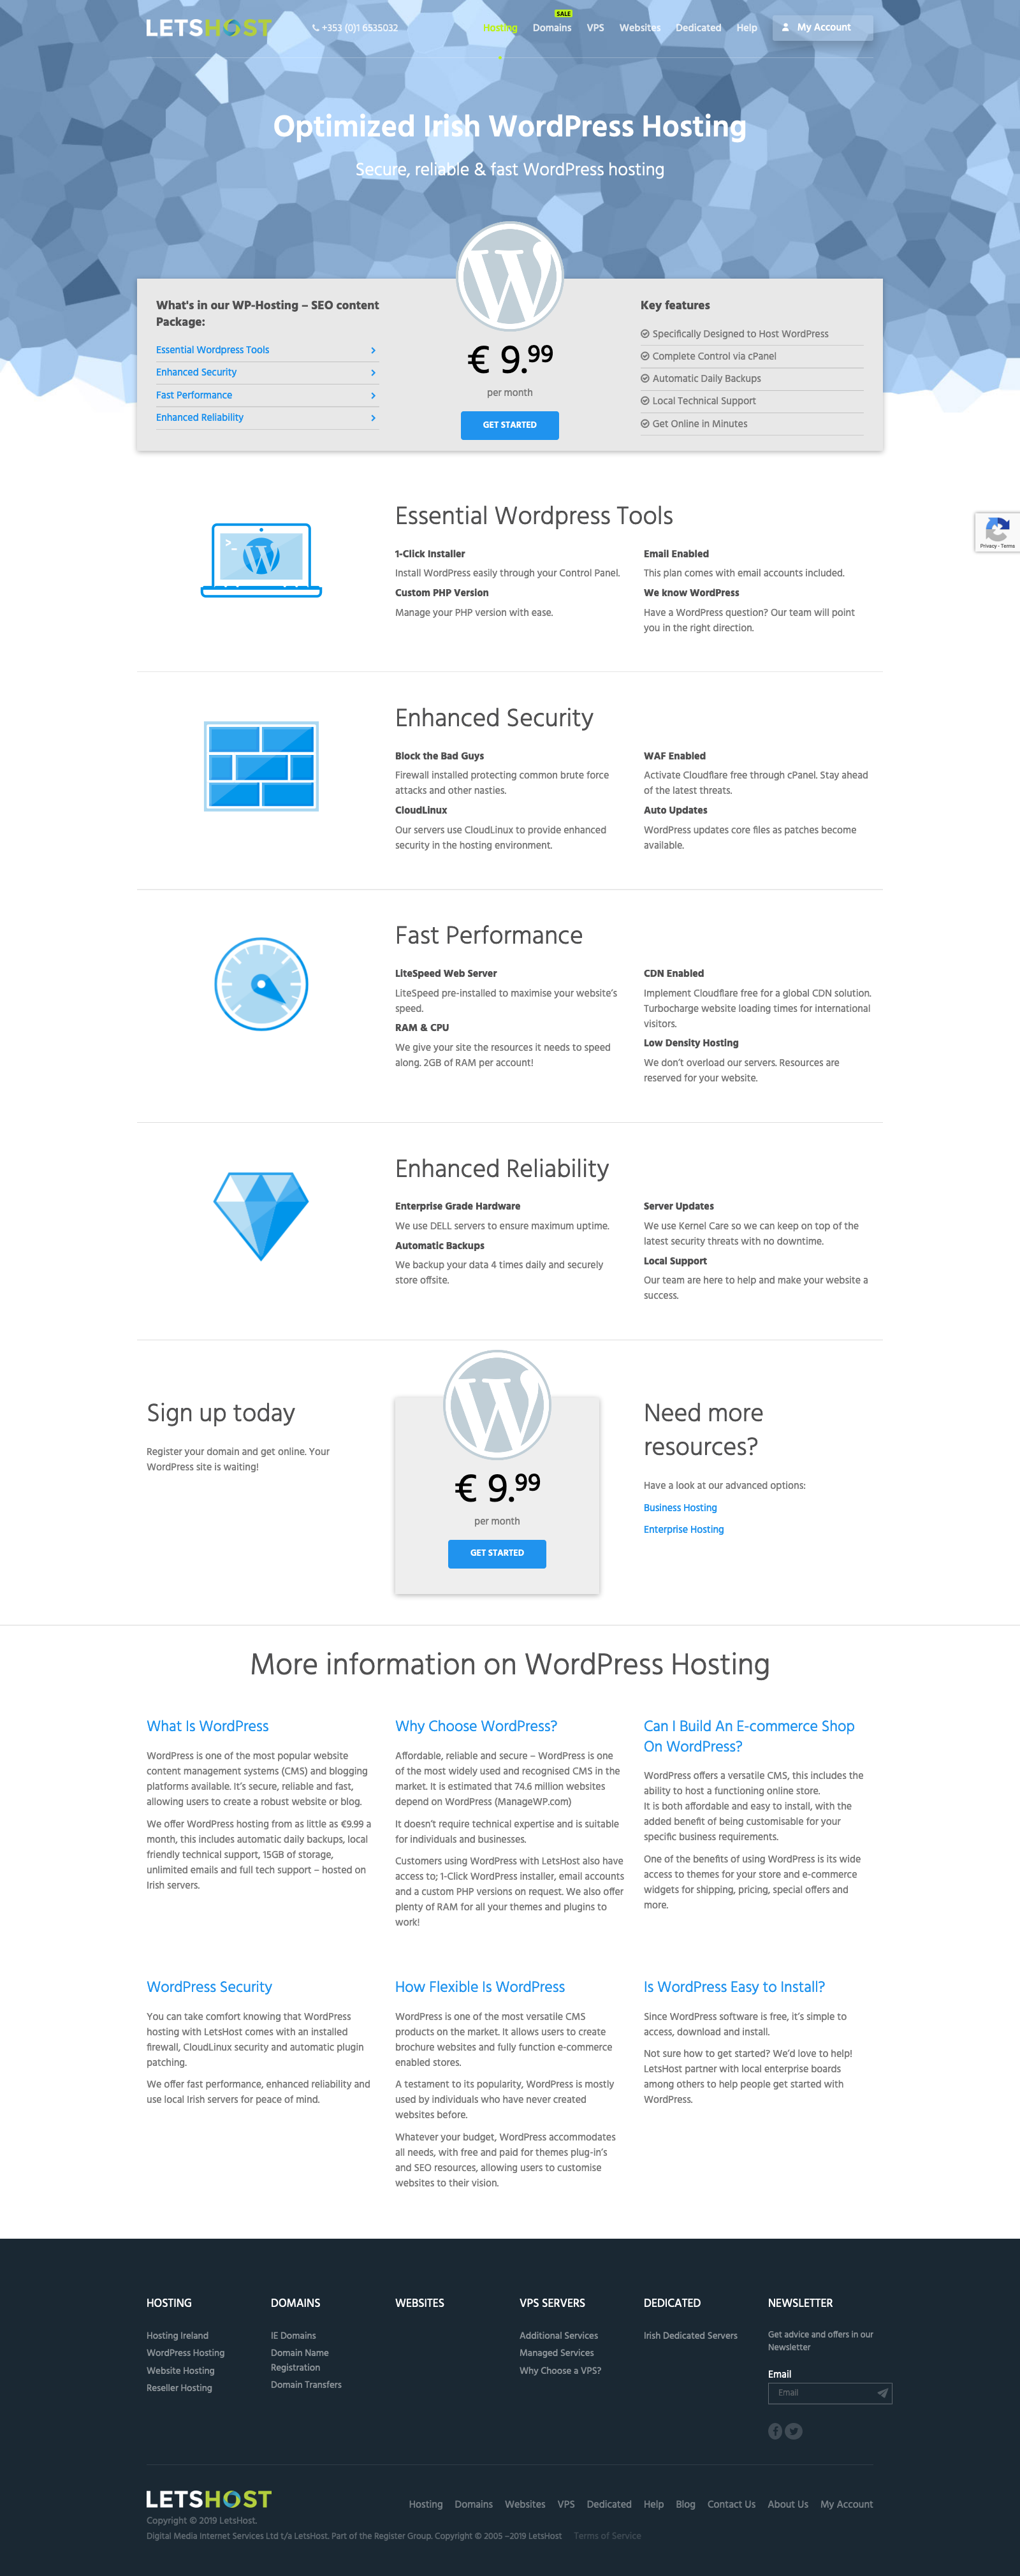 LETSHOST
+353 (0)1 6535032
Hosting
Domains
SALE
VPS
Websites
Dedicated
Help
My Account
Optimized Irish WordPress Hosting
Secure, reliable & fast WordPress hosting
What's in our WP-Hosting – SEO content
Package:
Essential Wordpress Tools
Enhanced Security
Fast Performance
Enhanced Reliability
€ 9.99
per month
GET STARTED
Key features
Specifically Designed to Host WordPress
Complete Control via cPanel
Automatic Daily Backups
Local Technical Support
Get Online in Minutes
Privacy - Terms
Essential Wordpress Tools
1-Click Installer
Install WordPress easily through your Control Panel.
Custom PHP Version
Manage your PHP version with ease.
Email Enabled
This plan comes with email accounts included.
We know WordPress
Have a WordPress question? Our team will point
you in the right direction.
Enhanced Security
Block the Bad Guys
Firewall installed protecting common brute force
attacks and other nasties.
CloudLinux
Our servers use CloudLinux to provide enhanced
security in the hosting environment.
WAF Enabled
Activate Cloudflare free through cPanel. Stay ahead
of the latest threats.
Auto Updates
WordPress updates core files as patches become
available.
Fast Performance
LiteSpeed Web Server
LiteSpeed pre-installed to maximise your website's
speed.
RAM & CPU
We give your site the resources it needs to speed
along. 2GB of RAM per account!
CDN Enabled
Implement Cloudflare free for a global CDN solution.
Turbocharge website loading times for international
visitors.
Low Density Hosting
We don't overload our servers. Resources are
reserved for your website.
Enhanced Reliability
Enterprise Grade Hardware
We use DELL servers to ensure maximum uptime.
Automatic Backups
We backup your data 4 times daily and securely
store offsite.
Server Updates
We use Kernel Care so we can keep on top of the
latest security threats with no downtime.
Local Support
Our team are here to help and make your website a
success.
Sign up today
Register your domain and get online. Your
WordPress site is waiting!
€ 9.99
per month
GET STARTED
Need more
resources?
Have a look at our advanced options:
Business Hosting
Enterprise Hosting
More information on WordPress Hosting
What Is WordPress
WordPress is one of the most popular website
content management systems (CMS) and blogging
platforms available. It's secure, reliable and fast,
allowing users to create a robust website or blog.
We offer WordPress hosting from as little as €9.99 a
month, this includes automatic daily backups, local
friendly technical support, 15GB of storage,
unlimited emails and full tech support – hosted on
Irish servers.
Why Choose WordPress?
Affordable, reliable and secure – WordPress is one
of the most widely used and recognised CMS in the
market. It is estimated that 74.6 million websites
depend on WordPress (ManageWP.com)
It doesn't require technical expertise and is suitable
for individuals and businesses.
Customers using WordPress with LetsHost also have
access to; 1-Click WordPress installer, email accounts
and a custom PHP versions on request. We also offer
plenty of RAM for all your themes and plugins to
work!
Can I Build An E-commerce Shop
On WordPress?
WordPress offers a versatile CMS, this includes the
ability to host a functioning online store.
It is both affordable and easy to install, with the
added benefit of being customisable for your
specific business requirements.
One of the benefits of using WordPress is its wide
access to themes for your store and e-commerce
widgets for shipping, pricing, special offers and
more.
WordPress Security
You can take comfort knowing that WordPress
hosting with LetsHost comes with an installed
firewall, CloudLinux security and automatic plugin
patching.
We offer fast performance, enhanced reliability and
use local Irish servers for peace of mind.
How Flexible Is WordPress
WordPress is one of the most versatile CMS
products on the market. It allows users to create
brochure websites and fully function e-commerce
enabled stores.
A testament to its popularity, WordPress is mostly
used by individuals who have never created
websites before.
Whatever your budget, WordPress accommodates
all needs, with free and paid for themes plug-in's
and SEO resources, allowing users to customise
websites to their vision.
Is WordPress Easy to Install?
Since WordPress software is free, it's simple to
access, download and install.
Not sure how to get started? We'd love to help!
LetsHost partner with local enterprise boards
among others to help people get started with
WordPress.
HOSTING
Hosting Ireland
WordPress Hosting
Website Hosting
Reseller Hosting
DOMAINS
IE Domains
Domain Name
Registration
Domain Transfers
WEBSITES
VPS SERVERS
Additional Services
Managed Services
Why Choose a VPS?
DEDICATED
Irish Dedicated Servers
NEWSLETTER
Get advice and offers in our
Newsletter
Email
Email
LETSHOST
Hosting
Domains
Websites
VPS
Dedicated
Help
Blog
Contact Us
About Us
My Account
Copyright © 2019 LetsHost.
Digital Media Internet Services Ltd t/a LetsHost. Part of the Register Group. Copyright © 2005 –2019 LetsHost
Terms of Service